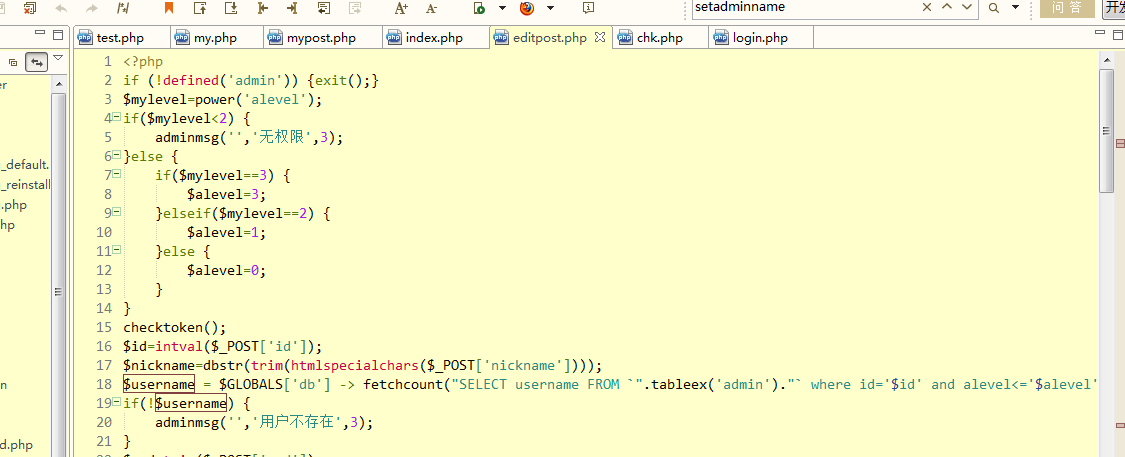 setadminname
问 答
开发
test.php
my.php
mypost.php
index.php
editpost.php
chk.php
login.php
er
_default.
_reinstall
.php
hp
n
d.php
1 <?php
2 if (!defined('admin')) {exit();}
3 $mylevel=power('alevel');
4 if($mylevel<2) {
5 adminmsg('','无权限',3);
6 }else {
7 if($mylevel==3) {
8 $alevel=3;
9 }elseif($mylevel==2) {
10 $alevel=1;
11 }else {
12 $alevel=0;
13 }
14 }
15 checktoken();
16 $id=intval($_POST['id']);
17 $nickname=dbstr(trim(htmlspecialchars($_POST['nickname'])));
18 $username = $GLOBALS['db'] -> fetchcount("SELECT username FROM `".tableex('admin')."` where id='$id' and alevel<='$alevel'
19 if(!$username) {
20 adminmsg('','用户不存在',3);
21 }